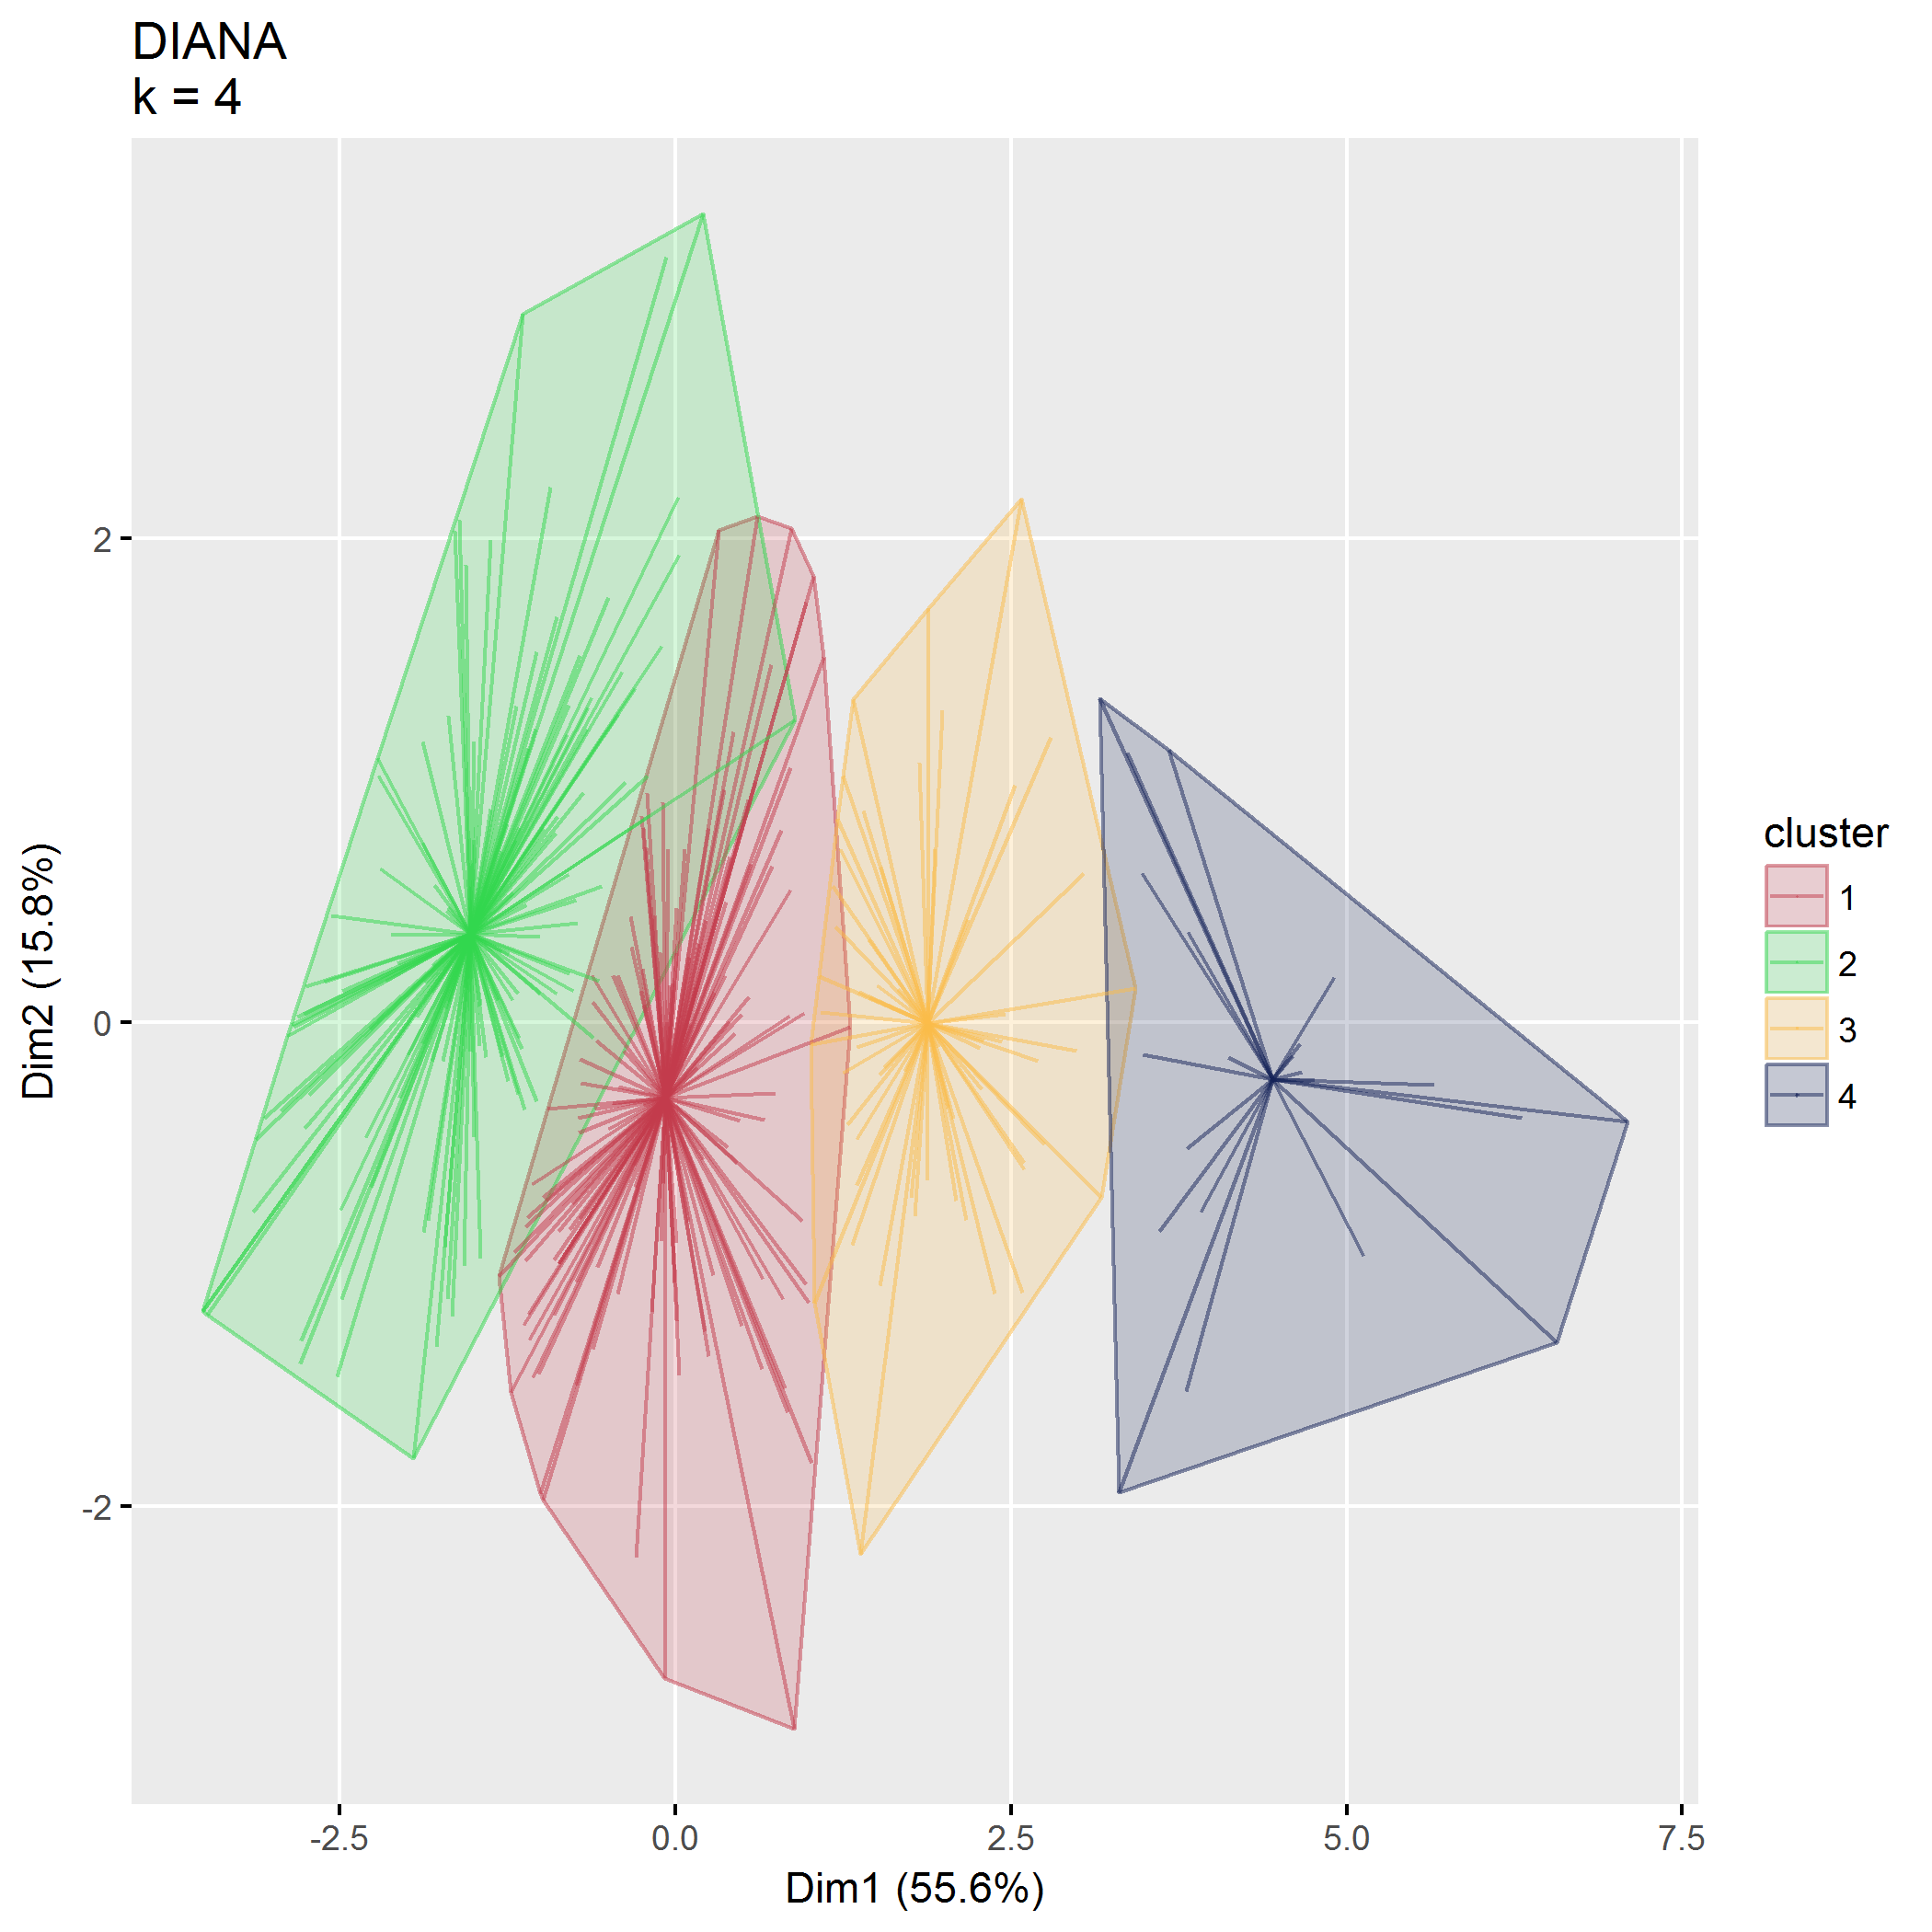 DIANA
k = 4
Dim2 (15.8%)
2
0
-2
-2.5
0.0
2.5
5.0
7.5
Dim1 (55.6%)
cluster
1
2
3
4